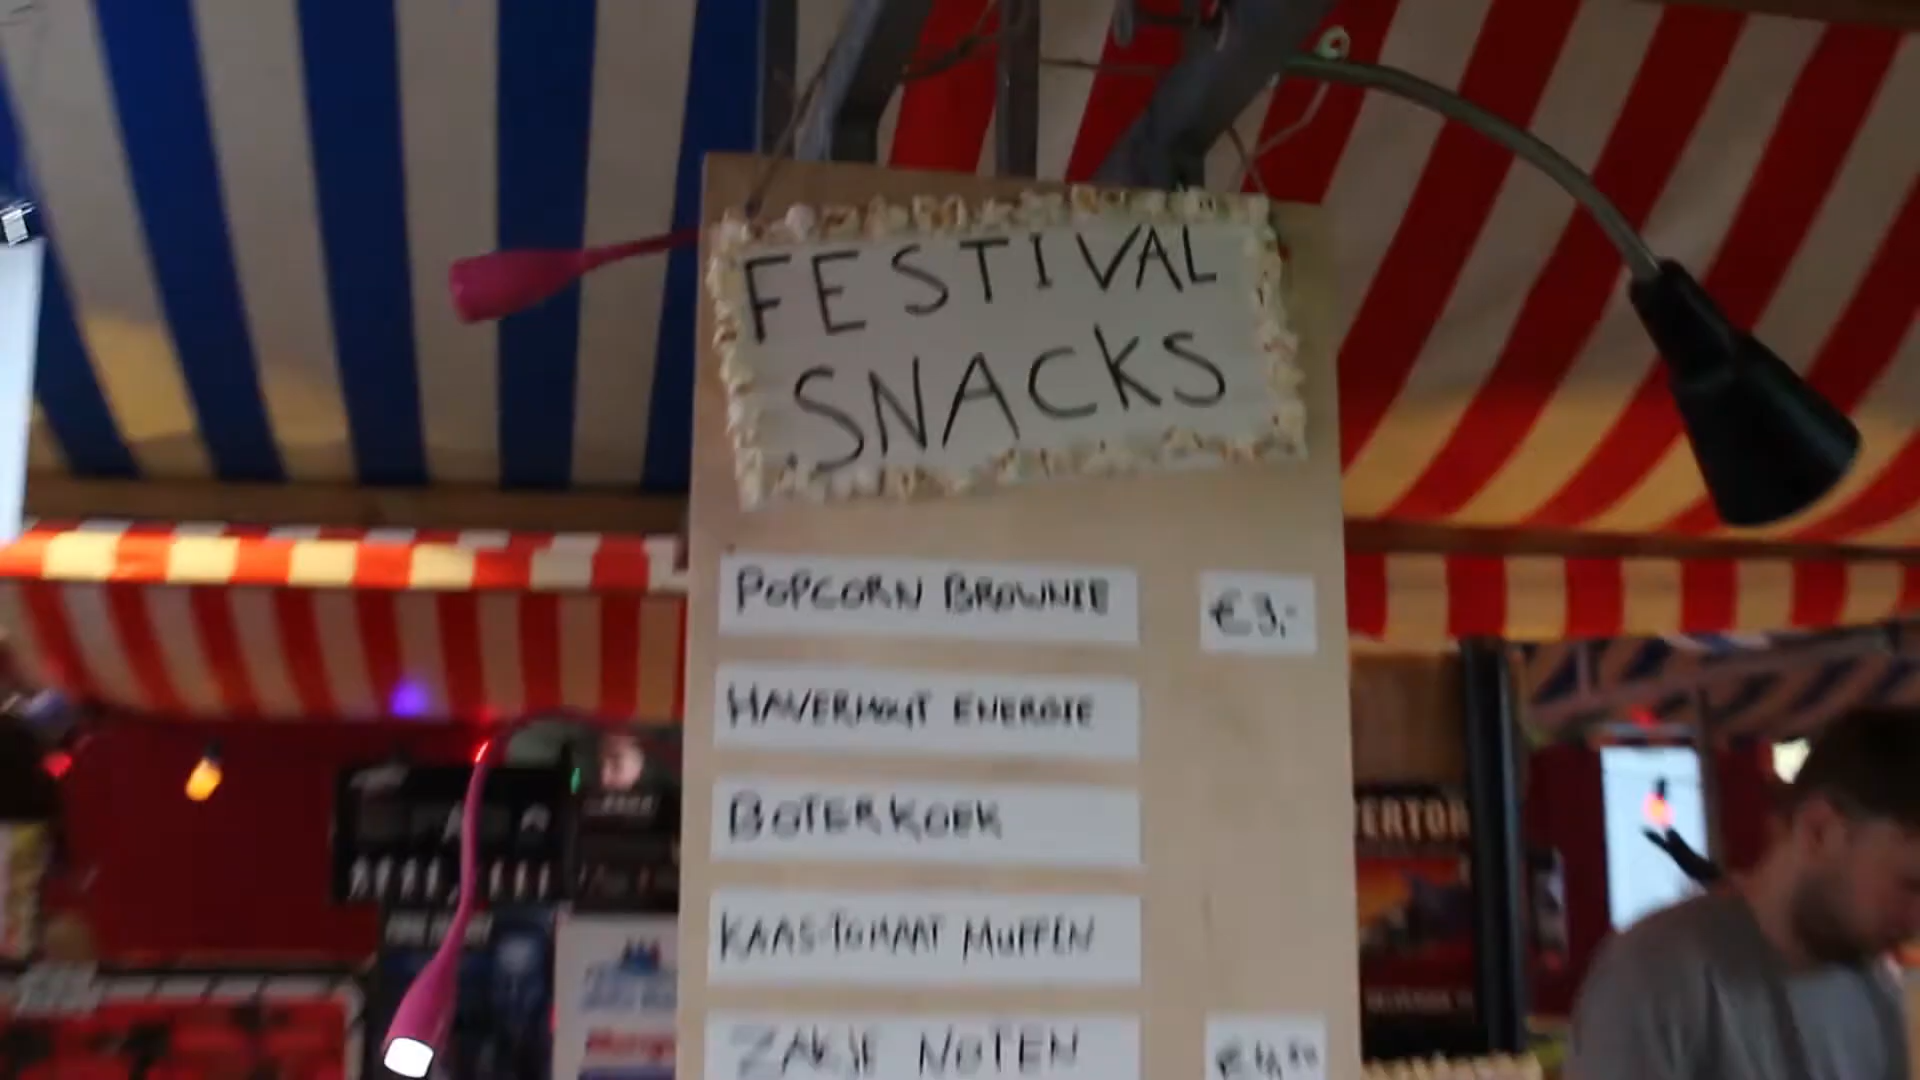 FESTIVAL
SNACKS
POPCORN BROWNIE €3,-
HAVERMOUT ENERGIE
BOTERKOEK
KAAS-TOMAAT MUFFIN
ZAKJE NOTEN